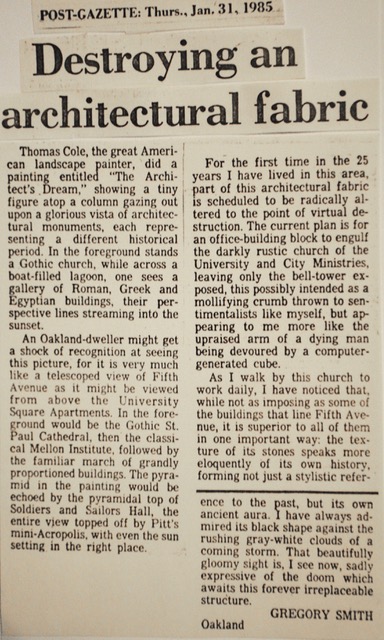 POST-GAZETTE: Thurs., Jan. 31, 1985
Destroying an
architectural fabric
Thomas Cole, the great Ameri-
can landscape painter, did a
painting entitled "The Archi-
tect's Dream," showing a tiny
figure atop a column gazing out
upon a glorious vista of architec-
tural monuments, each repre-
senting a different historical
period. In the foreground stands
a Gothic church, while across a
boat-filled lagoon, one sees a
gallery of Roman, Greek and
Egyptian buildings, their per-
spective lines streaming into the
sunset.
An Oakland-dweller might get
a shock of recognition at seeing
this picture, for it is very much
like a telescoped view of Fifth
Avenue as it might be viewed
from above the University
Square Apartments. In the fore-
ground would be the Gothic St.
Paul Cathedral, then the classi-
cal Mellon Institute, followed by
the familiar march of grandly
proportioned buildings. The pyra-
mid in the painting would be
echoed by the pyramidal top of
Soldiers and Sailors Hall, the
entire view topped off by Pitt's
mini-Acropolis, with even the sun
setting in the right place.
For the first time in the 25
years I have lived in this area,
part of this architectural fabric
is scheduled to be radically al-
tered to the point of virtual de-
struction. The current plan is for
an office-building block to engulf
the darkly rustic church of the
University and City Ministries,
leaving only the bell-tower ex-
posed, this possibly intended as a
mollifying crumb thrown to sen-
timentalists like myself, but ap-
pearing to me more like the
upraised arm of a dying man
being devoured by a computer-
generated cube.
As I walk by this church to
work daily, I have noticed that,
while not as imposing as some of
the buildings that line Fifth Ave-
nue, it is superior to all of them
in one important way: the tex-
ture of its stones speaks more
eloquently of its own history,
forming not just a stylistic refer-
ence to the past, but its own
ancient aura. I have always ad-
mired its black shape against the
rushing gray-white clouds of a
coming storm. That beautifully
gloomy sight is, I see now, sadly
expressive of the doom which
awaits this forever irreplaceable
structure.
GREGORY SMITH
Oakland